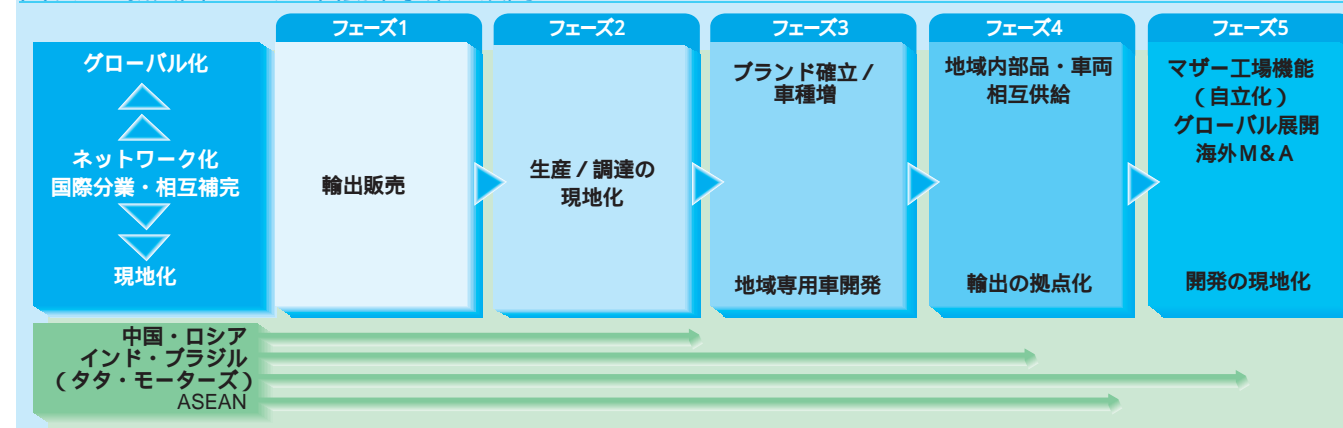 フェーズ1
フェーズ2
フェーズ3
フェーズ4
フェーズ5
グローバル化
ネットワーク化
国際分業・相互補完
現地化
輸出販売
生産/調達の
現地化
ブランド確立/
車種増
地域専用車開発
地域内部品・車両
相互供給
輸出の拠点化
マザー工場機能
(自立化)
グローバル展開
海外M&A
開発の現地化
中国・ロシア
インド・ブラジル
(タタ・モーターズ)
ASEAN